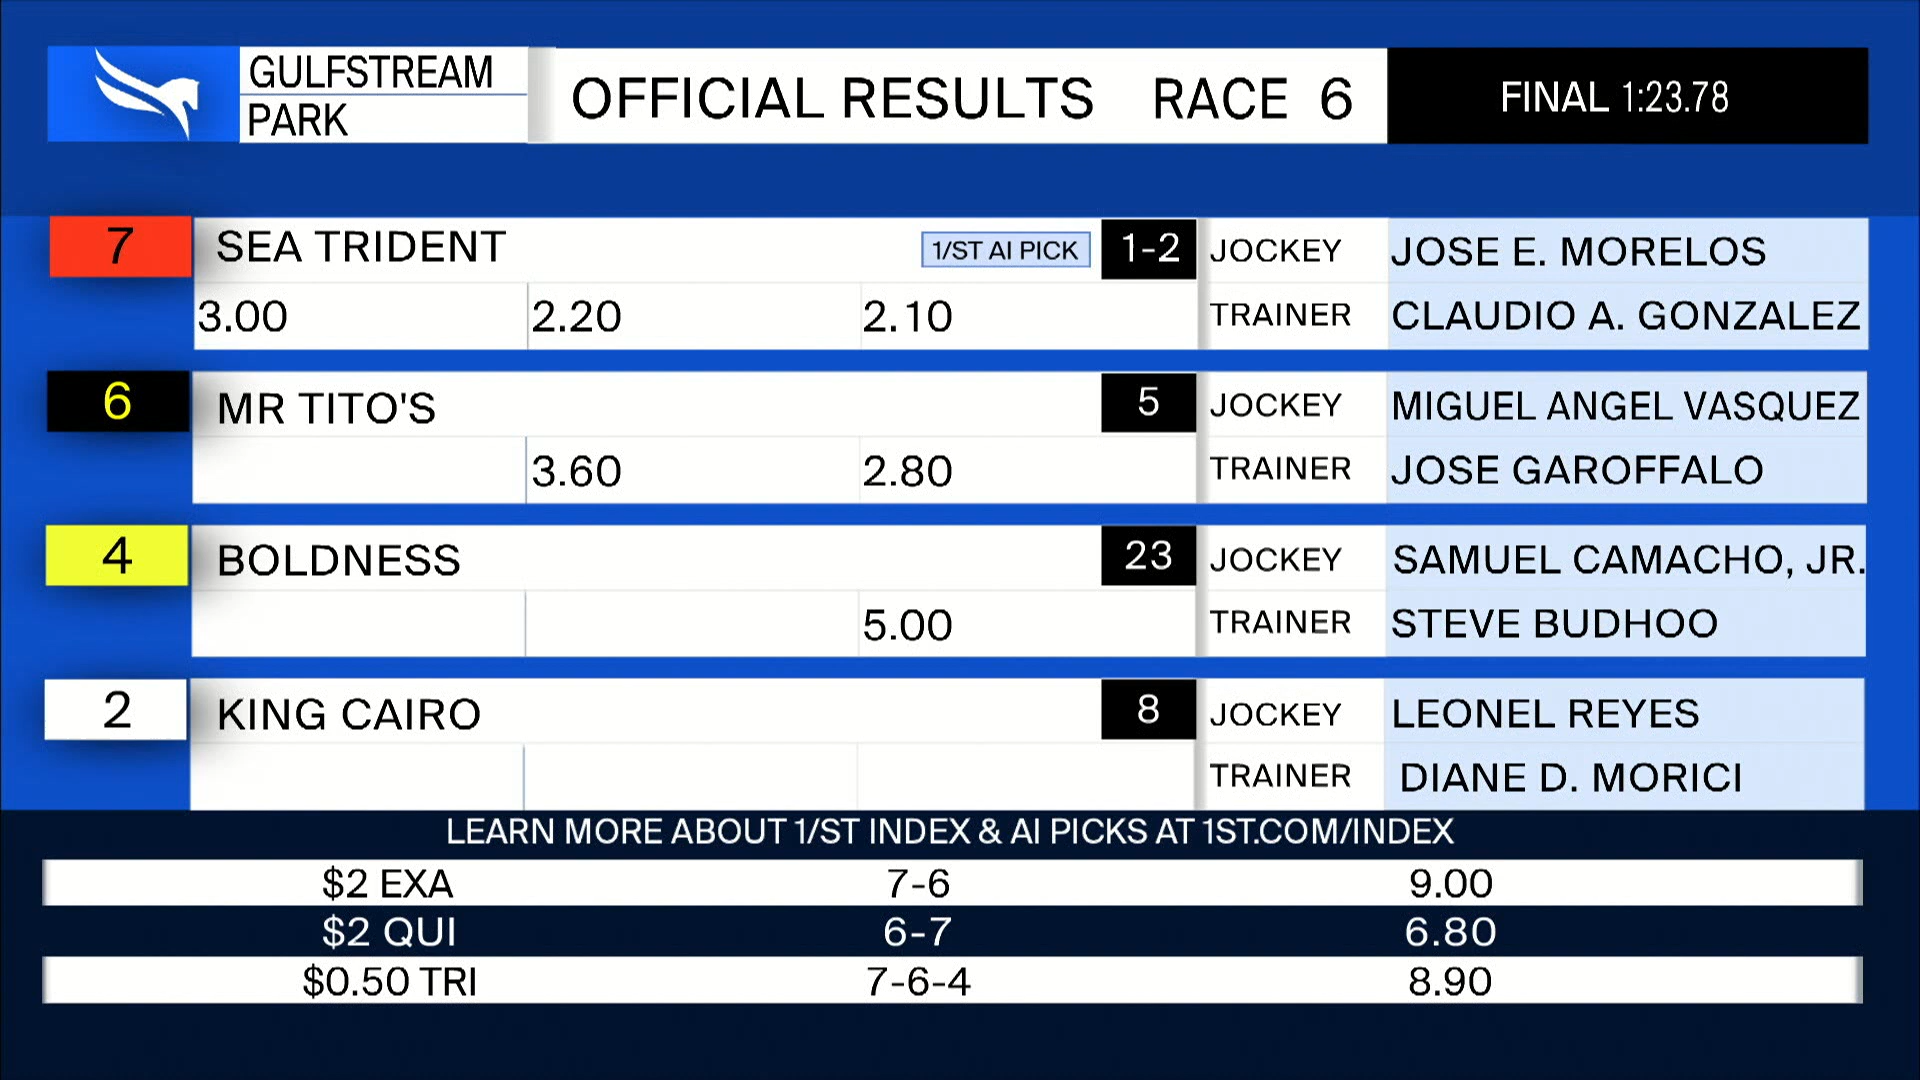 GULFSTREAM
PARK
OFFICIAL RESULTS RACE 6
FINAL 1:23.78
7 SEA TRIDENT 1/ST AI PICK 1-2 JOCKEY JOSE E. MORELOS
3.00 2.20 2.10 TRAINER CLAUDIO A. GONZALEZ
6 MR TITO'S 5 JOCKEY MIGUEL ANGEL VASQUEZ
3.60 2.80 TRAINER JOSE GAROFFALO
4 BOLDNESS 23 JOCKEY SAMUEL CAMACHO, JR.
5.00 TRAINER STEVE BUDHOO
2 KING CAIRO 8 JOCKEY LEONEL REYES
TRAINER DIANE D. MORICI
LEARN MORE ABOUT 1/ST INDEX & AI PICKS AT 1ST.COM/INDEX
$2 EXA 7-6 9.00
$2 QUI 6-7 6.80
$0.50 TRI 7-6-4 8.90